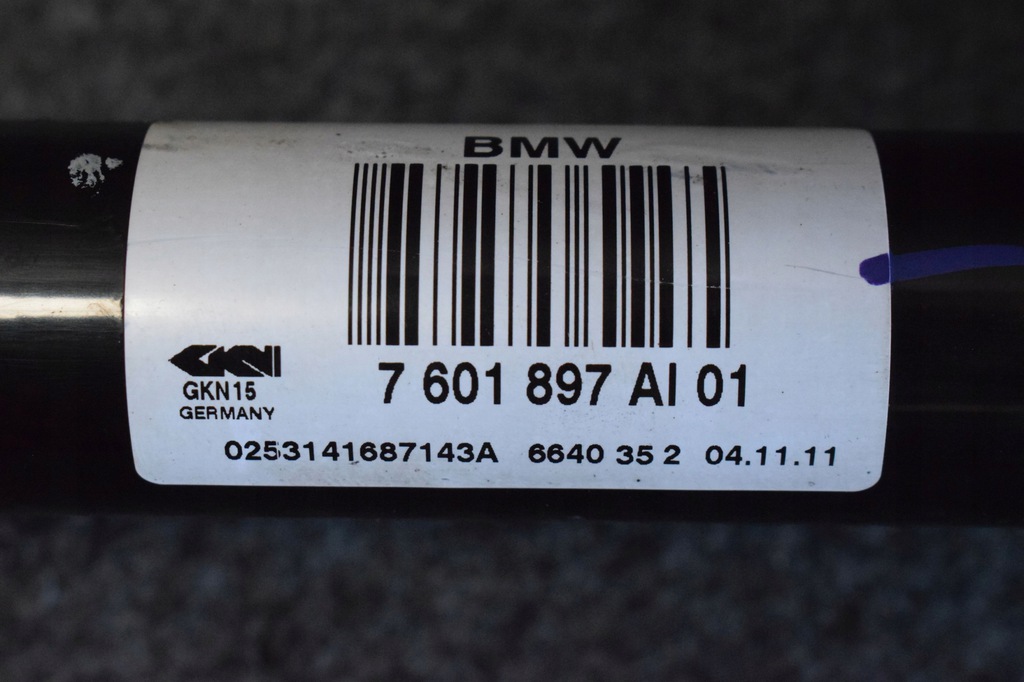 BMW
7 601 897 AI 01
GKN
GKN15
GERMANY
0253141687143A 6640 35 2 04.11.11